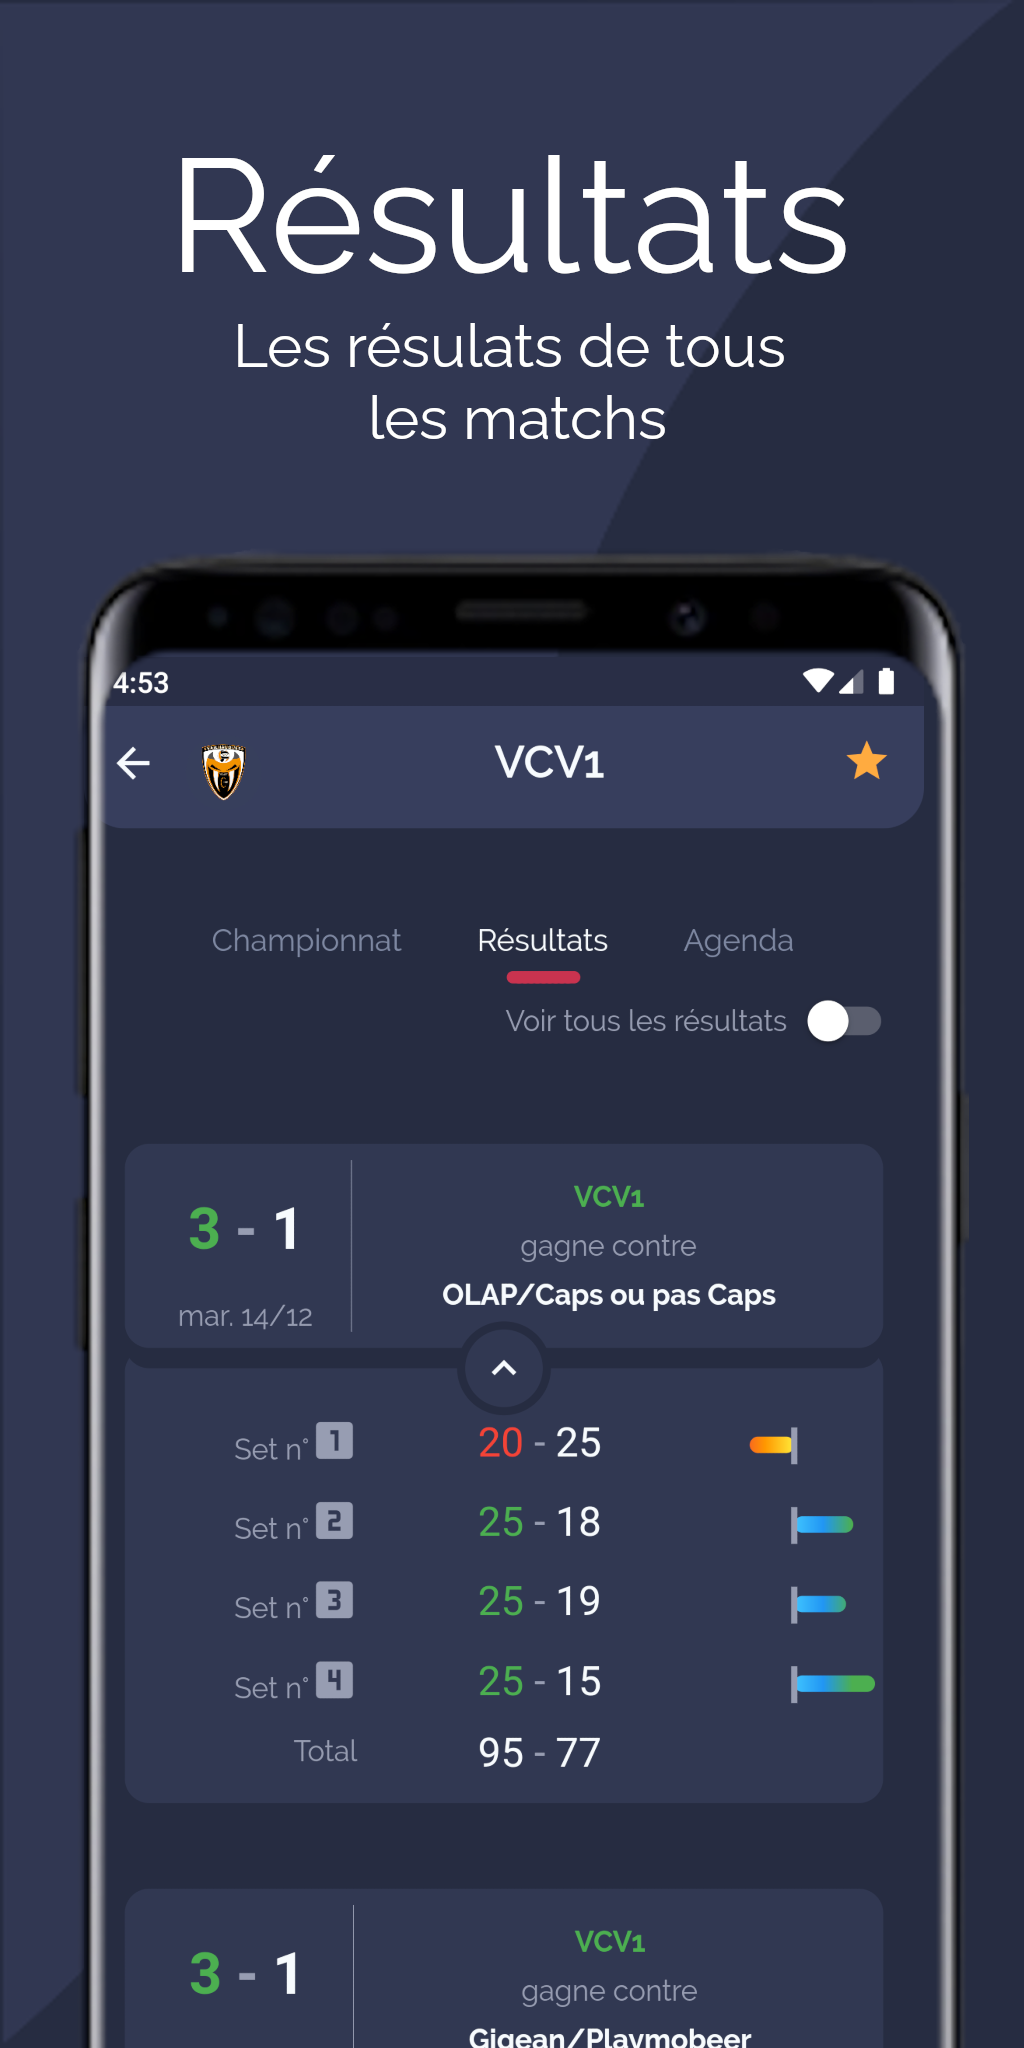 Résultats
Les résulats de tous
les matchs
4:53
VCV1
Championnat Résultats Agenda
Voir tous les résultats
3 - 1
mar. 14/12
VCV1
gagne contre
OLAP/Caps ou pas Caps
Set n° 1 20 - 25
Set n° 2 25 - 18
Set n° 3 25 - 19
Set n° 4 25 - 15
Total 95 - 77
3 - 1
VCV1
gagne contre
Gigean/Playmobeer